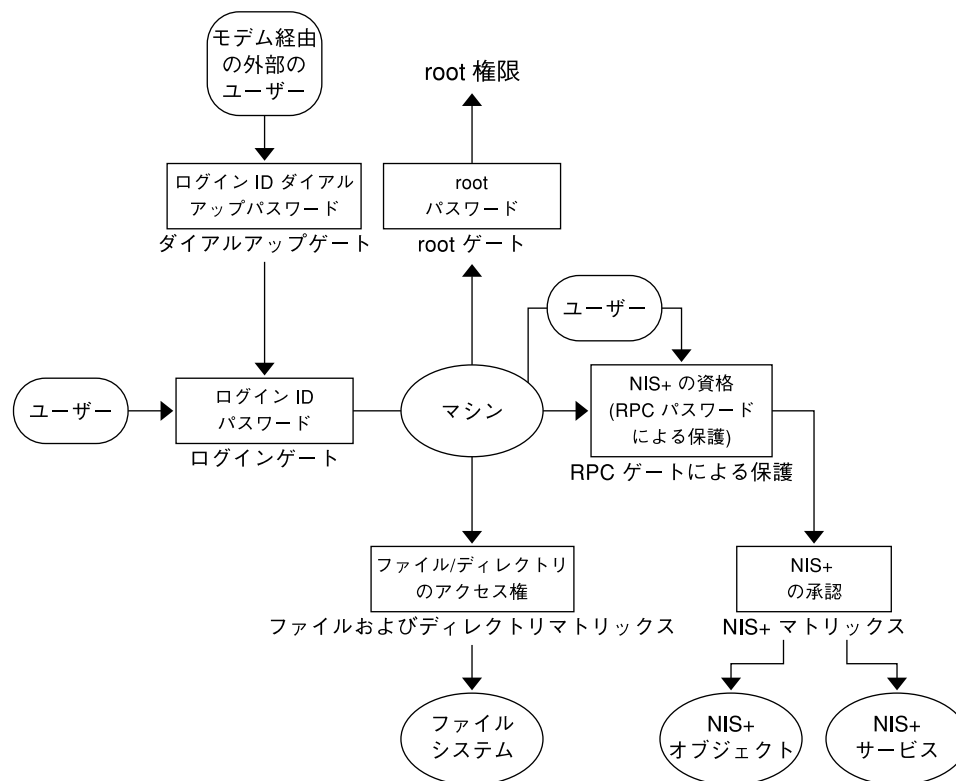 モデム経由
の外部の
ユーザー
root 権限
ログイン ID ダイアル
アップパスワード
ダイアルアップゲート
root
パスワード
root ゲート
ユーザー
ユーザー
ログイン ID
パスワード
ログインゲート
マシン
NIS+ の資格
(RPC パスワード
による保護)
RPC ゲートによる保護
ファイル/ディレクトリ
のアクセス権
ファイルおよびディレクトリマトリックス
NIS+
の承認
NIS+ マトリックス
ファイル
システム
NIS+
オブジェクト
NIS+
サービス